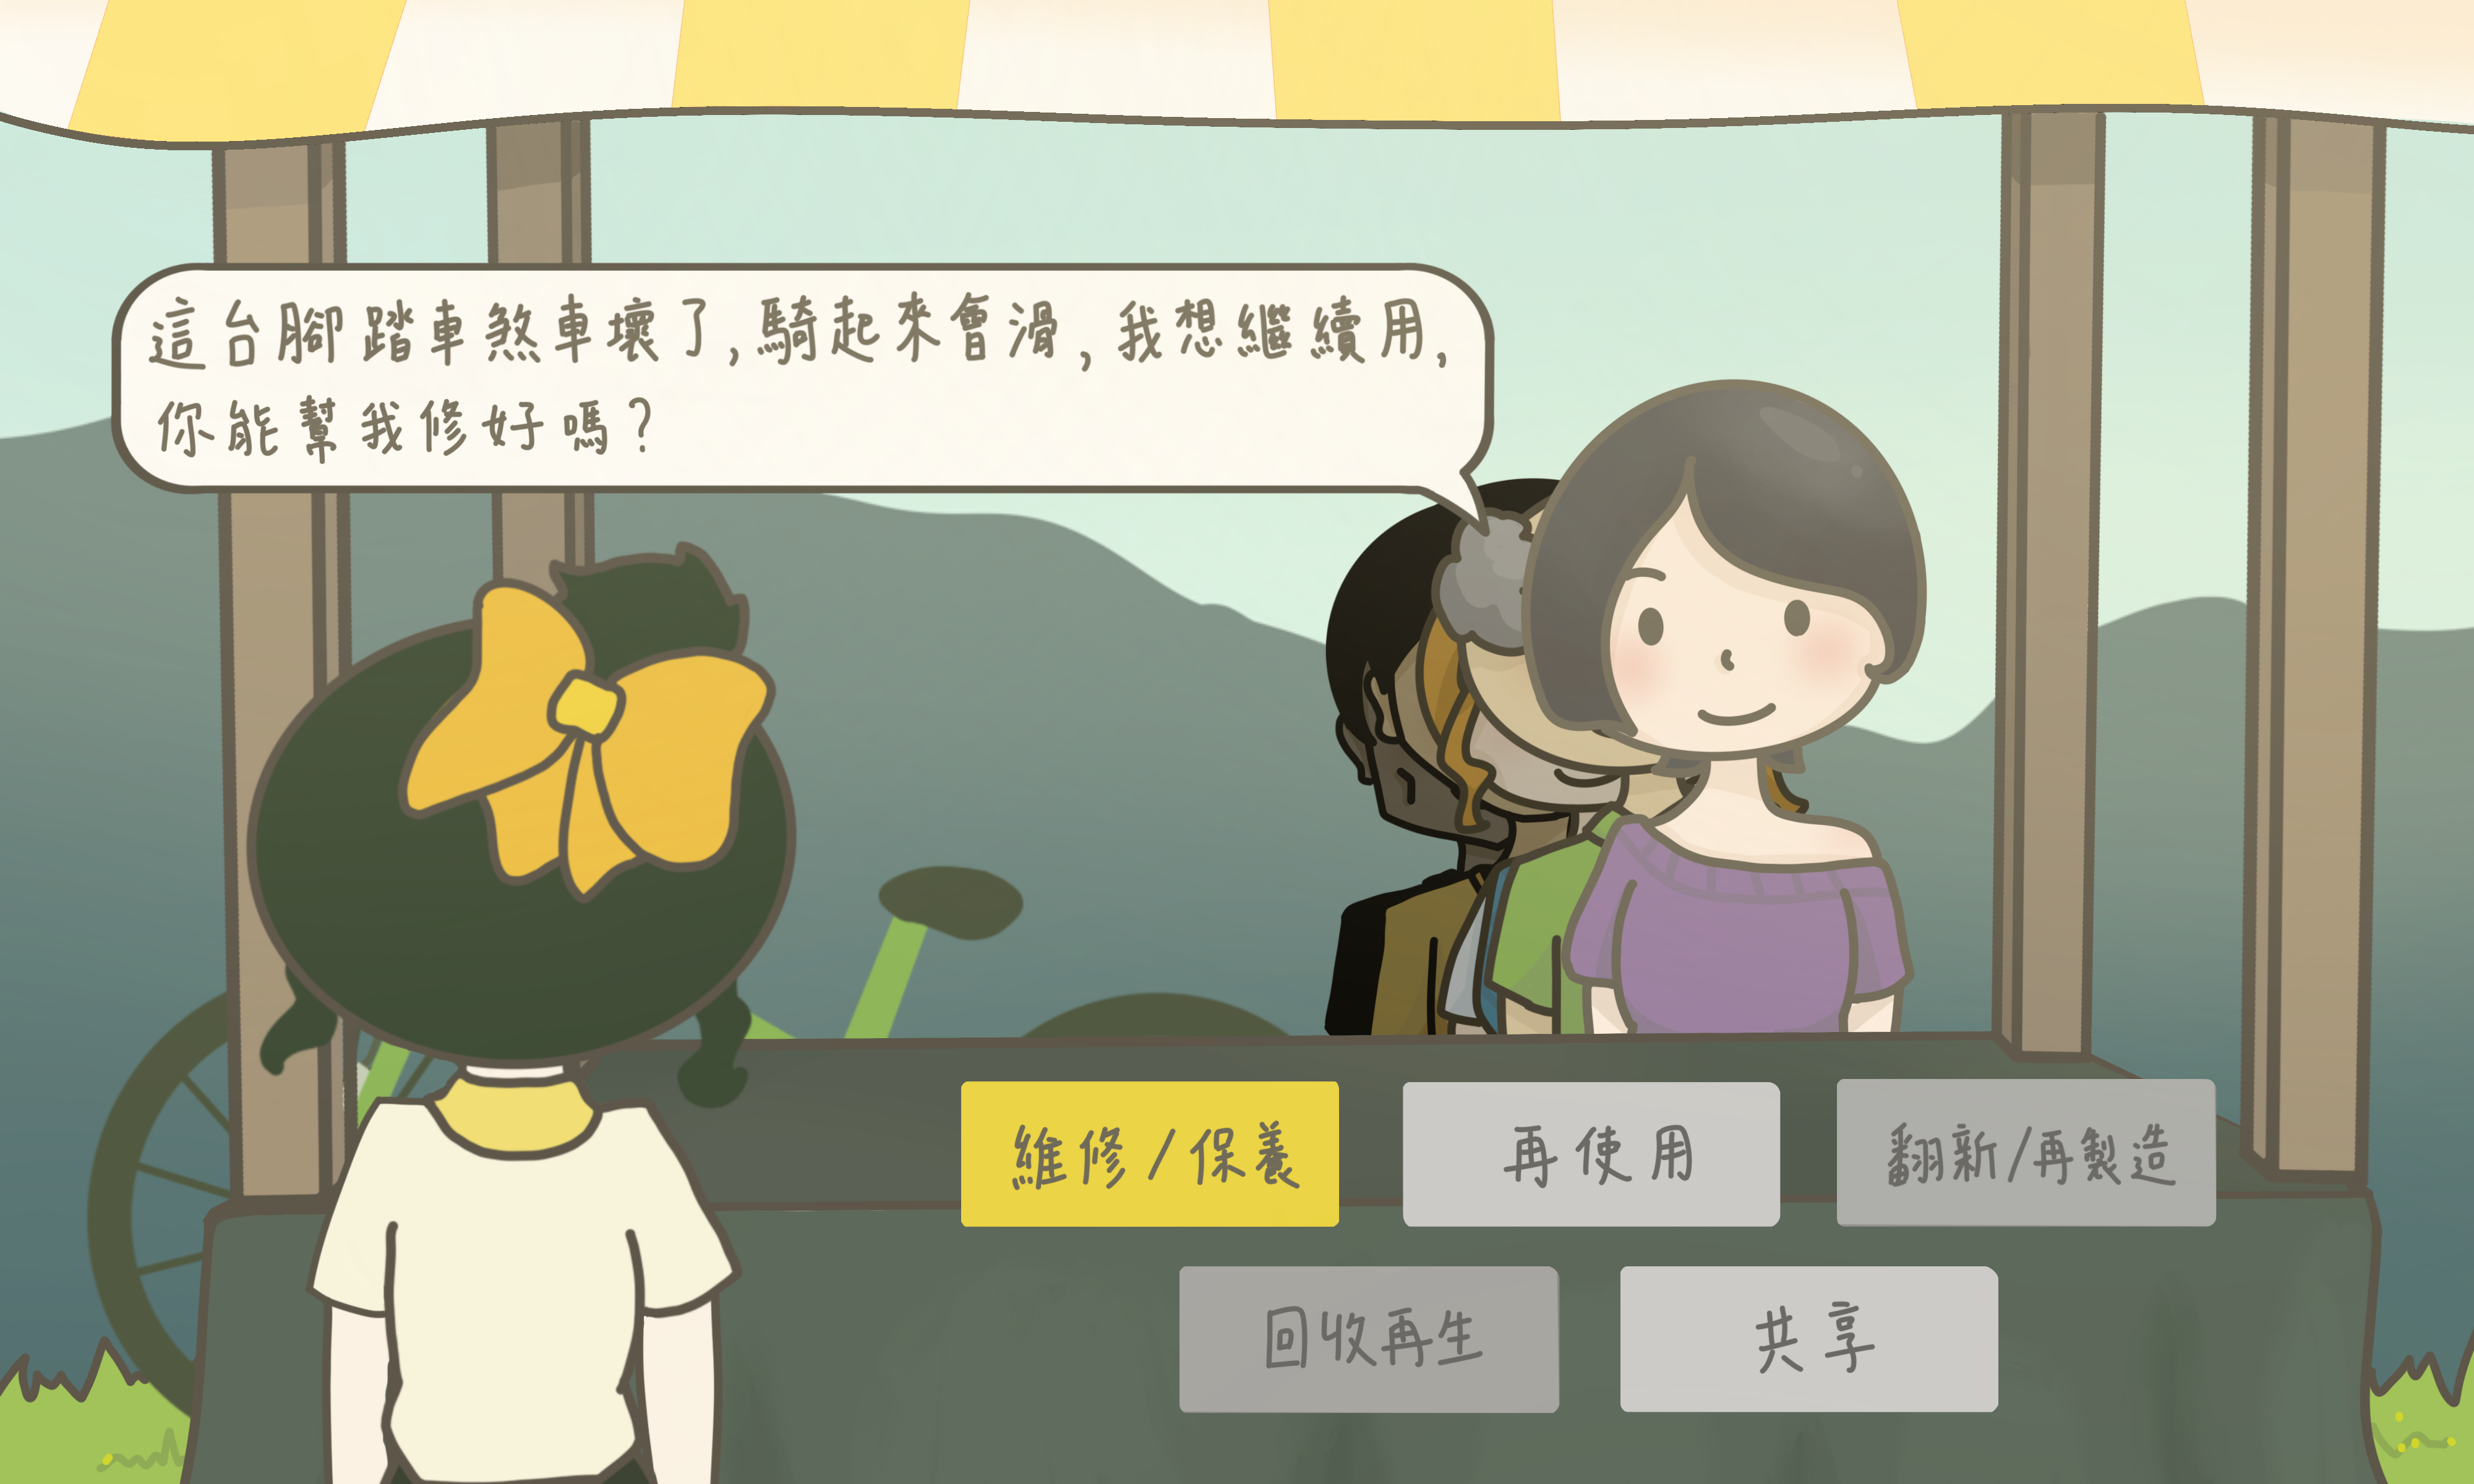 這台腳踏車煞車壞了,騎起來會滑,我想繼續用,
你能幫我修好嗎?
維修/保養
再使用
翻新/再製造
回收再生
共享